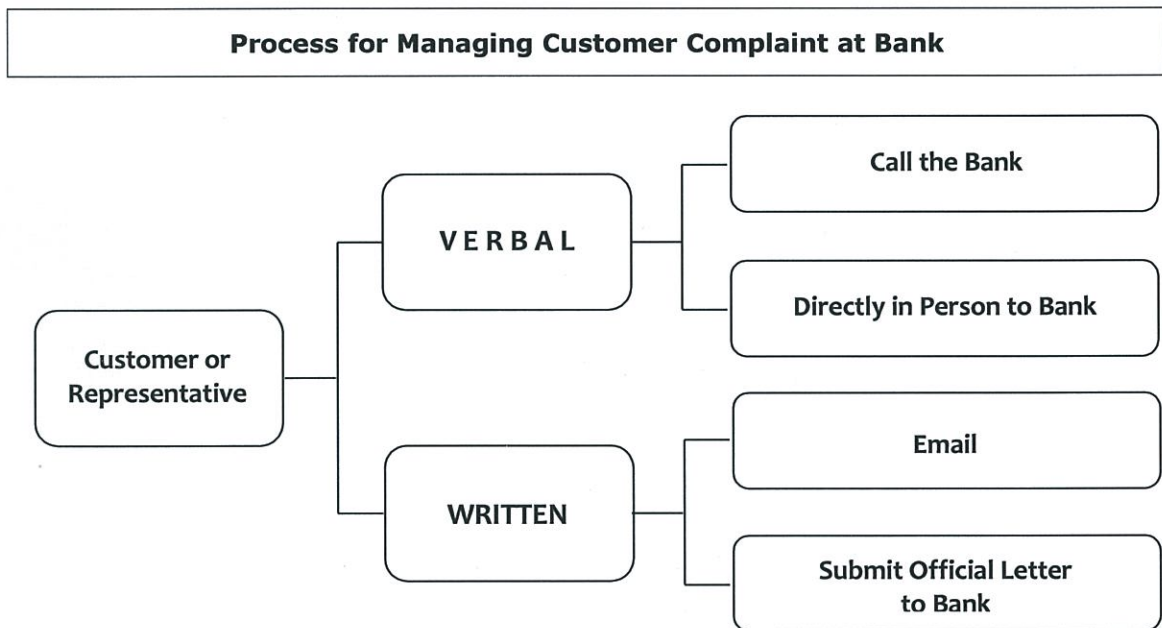 Process for Managing Customer Complaint at Bank
Call the Bank
VERBAL
Directly in Person to Bank
Customer or
Representative
Email
WRITTEN
Submit Official Letter
to Bank